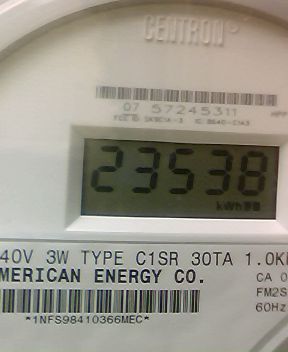 CENTRON®
07 57245311
23538
kWh
40V 3W TYPE C1SR 30TA 1.0K
MERICAN ENERGY CO.
CA 0
FM2S
60Hz
*1NFS98410366MEC*